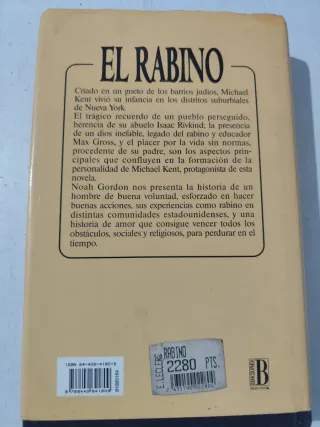 EL RABINO
Criado en un gueto de los barrios judíos, Michael
Kent vivió su infancia en los distritos suburbiales
de Nueva York.
El trágico recuerdo de un pueblo perseguido,
herencia de su abuelo Isaac Rivkind; la presencia
de un dios inefable, legado del rabino y educador
Max Gross, y el placer por la vida sin normas,
procedente de su padre, son los aspectos princi-
pales que confluyen en la formación de la
personalidad de Michael Kent, protagonista de esta
novela.
Noah Gordon nos presenta la historia de un
hombre de buena voluntad, esforzado en hacer
buenas acciones, sus experiencias como rabino en
distintas comunidades estadounidenses, y una
historia de amor que consigue vencer todos los
obstáculos, sociales y religiosos, para perdurar en el
tiempo.
E.LECLERC
RABINO
2280 PTS.
B